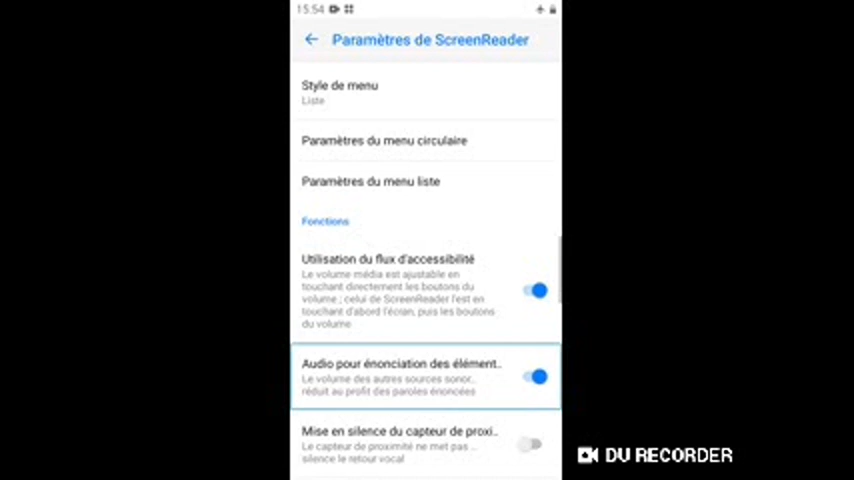 15:54
Paramètres de ScreenReader
Style de menu
Liste
Paramètres du menu circulaire
Paramètres du menu liste
Fonctions
Utilisation du flux d'accessibilité
Le volume média est ajustable en
touchant directement les boutons du
volume ; celui de ScreenReader l'est en
touchant d'abord l'écran, puis les boutons
du volume
Audio pour énonciation des élément..
Le volume des autres sources sonor..
réduit au profit des paroles énoncées
Mise en silence du capteur de proxi..
Le capteur de proximité ne met pas ..
silence le retour vocal
DU RECORDER